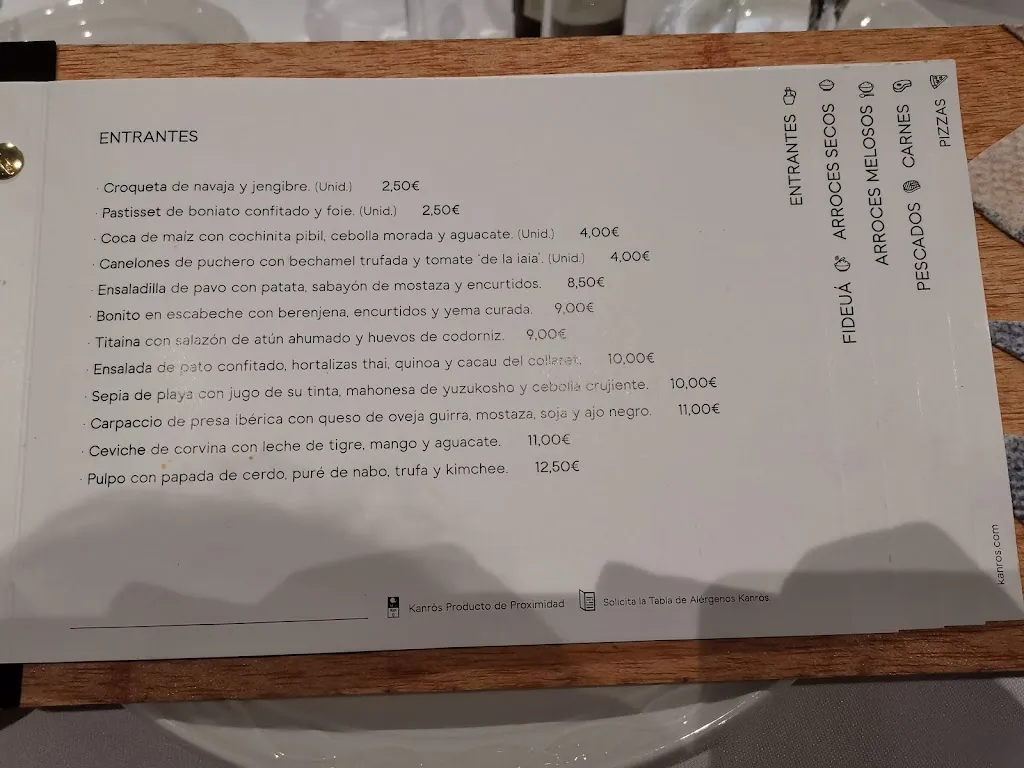 ENTRANTES
· Croqueta de navaja y jengibre. (Unid.) 2,50€
· Pastisset de boniato confitado y foie. (Unid.) 2,50€
· Coca de maíz con cochinita pibil, cebolla morada y aguacate. (Unid.) 4,00€
· Canelones de puchero con bechamel trufada y tomate 'de la iaia'. (Unid.) 4,00€
· Ensaladilla de pavo con patata, sabayón de mostaza y encurtidos. 8,50€
· Bonito en escabeche con berenjena, encurtidos y yema curada. 9,00€
· Titaina con salazón de atún ahumado y huevos de codorniz. 9,00€
· Ensalada de pato confitado, hortalizas thai, quinoa y cacau del collaret. 10,00€
· Sepia de playa con jugo de su tinta, mahonesa de yuzukosho y cebolla crujiente. 10,00€
· Carpaccio de presa ibérica con queso de oveja guirra, mostaza, soja y ajo negro. 11,00€
· Ceviche de corvina con leche de tigre, mango y aguacate. 11,00€
· Pulpo con papada de cerdo, puré de nabo, trufa y kimchee. 12,50€
Kanrós Producto de Proximidad
Solicita la Tabla de Alérgenos Kanrós
ENTRANTES
FIDEUÁ ARROCES SECOS
ARROCES MELOSOS
PESCADOS CARNES
PIZZAS
kanros.com